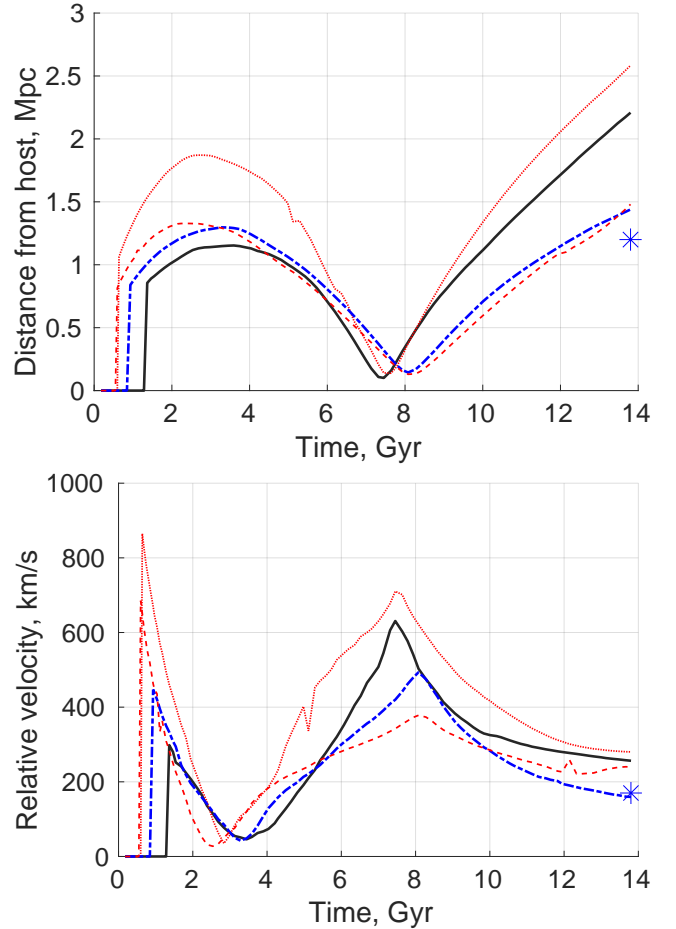 3
2.5
2
1.5
1
0.5
0
Distance from host, Mpc
0 2 4 6 8 10 12 14
Time, Gyr
1000
800
600
400
200
0
Relative velocity, km/s
0 2 4 6 8 10 12 14
Time, Gyr